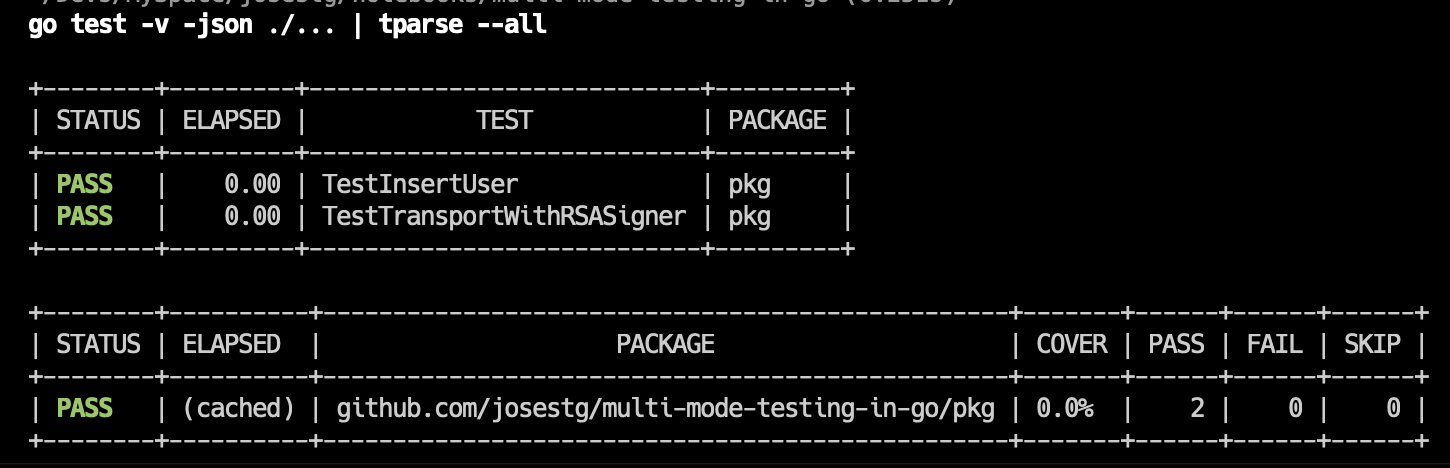 go test -v -json ./... | tparse --all
+--------+---------+----------------------------+---------+
| STATUS | ELAPSED |            TEST            | PACKAGE |
+--------+---------+----------------------------+---------+
| PASS   |    0.00 | TestInsertUser             | pkg     |
| PASS   |    0.00 | TestTransportWithRSASigner | pkg     |
+--------+---------+----------------------------+---------+
+--------+----------+-------------------------------------------------+-------+------+------+------+
| STATUS | ELAPSED  |                     PACKAGE                     | COVER | PASS | FAIL | SKIP |
+--------+----------+-------------------------------------------------+-------+------+------+------+
| PASS   | (cached) | github.com/josestg/multi-mode-testing-in-go/pkg | 0.0%  |    2 |    0 |    0 |
+--------+----------+-------------------------------------------------+-------+------+------+------+